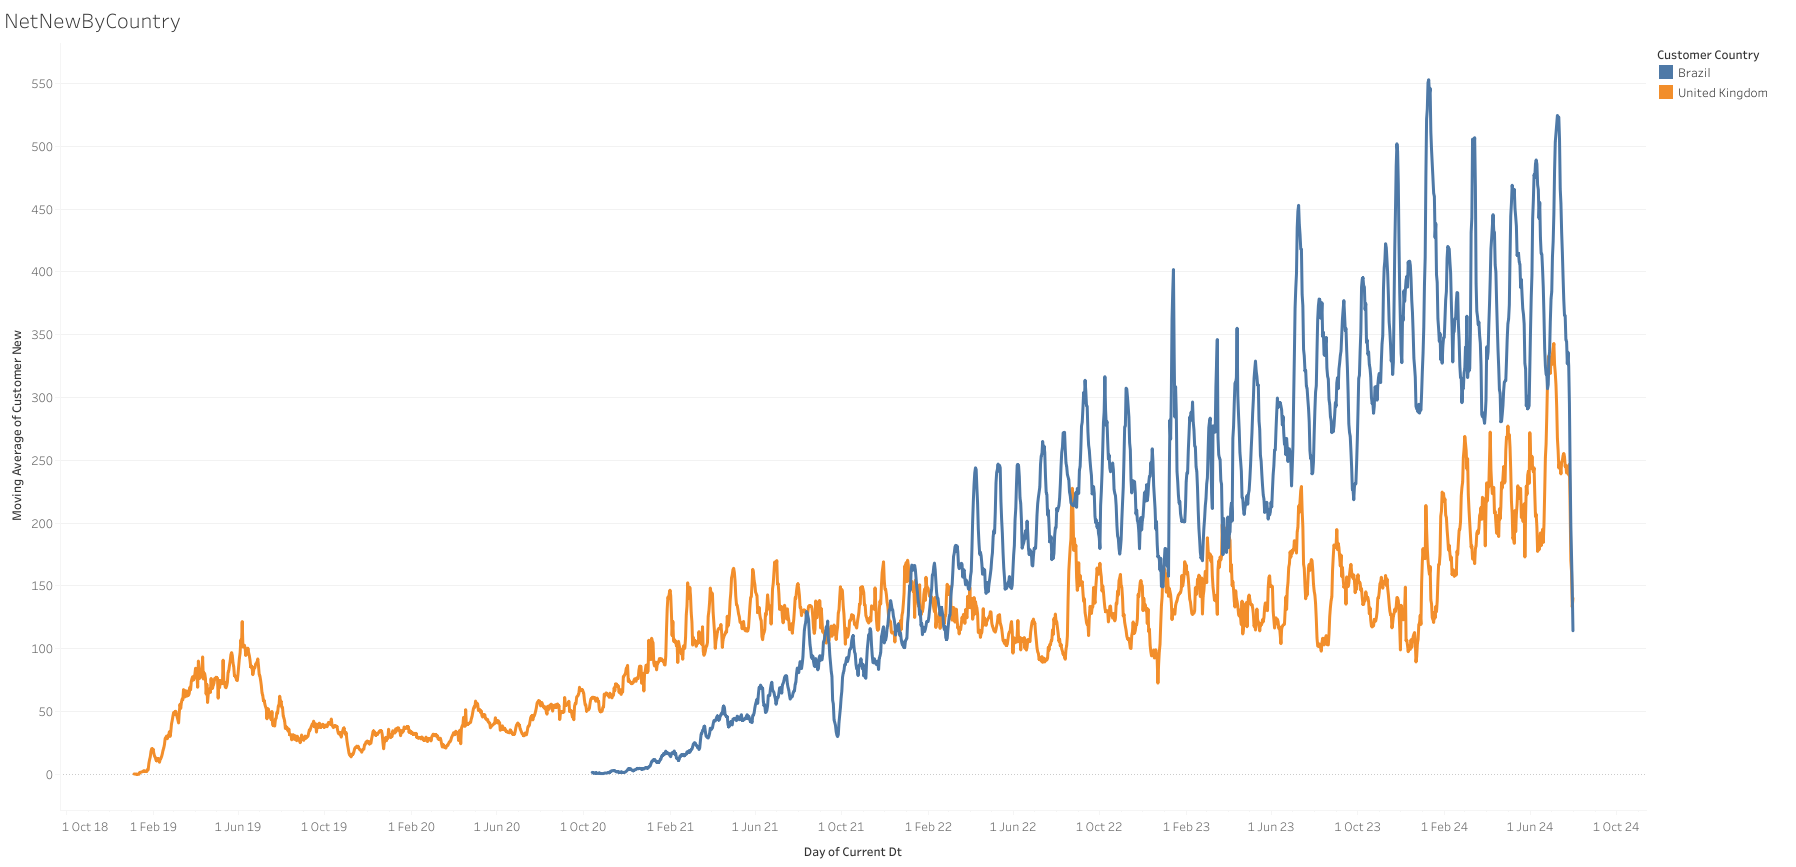 NetNewByCountry
Customer Country
Brazil
United Kingdom
Moving Average of Customer New
550
500
450
400
350
300
250
200
150
100
50
0
1 Oct 18 1 Feb 19 1 Jun 19 1 Oct 19 1 Feb 20 1 Jun 20 1 Oct 20 1 Feb 21 1 Jun 21 1 Oct 21 1 Feb 22 1 Jun 22 1 Oct 22 1 Feb 23 1 Jun 23 1 Oct 23 1 Feb 24 1 Jun 24 1 Oct 24
Day of Current Dt